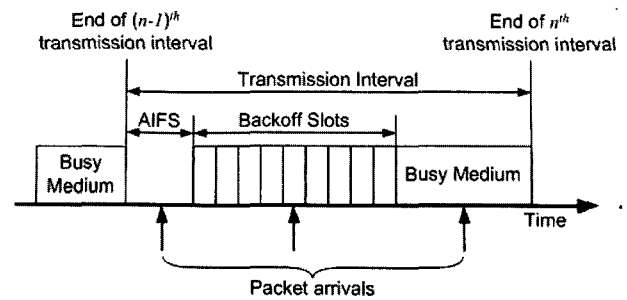 End of (n-1)th
transmission interval
End of nth
transmission interval
Transmission Interval
AIFS
Backoff Slots
Busy
Medium
Busy Medium
Time
Packet arrivals